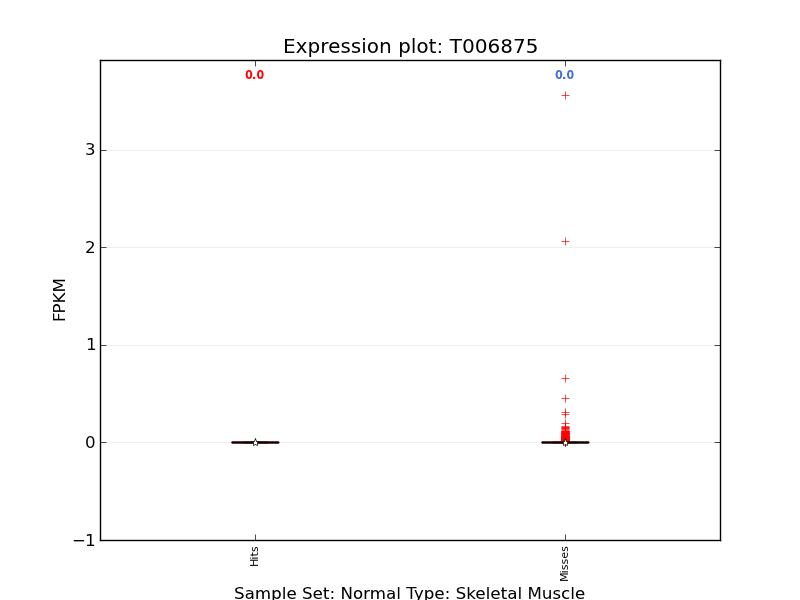 Expression plot: T006875
0.0
0.0
3
2
1
0
−1
FPKM
Hits
Misses
Sample Set: Normal Type: Skeletal Muscle